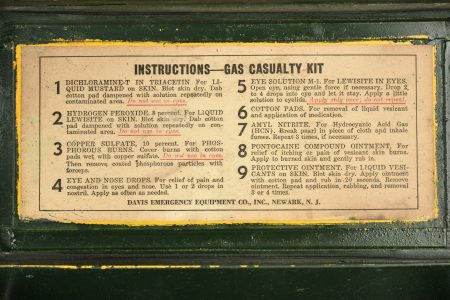 INSTRUCTIONS—GAS CASUALTY KIT
1 DICHLORAMINE-T IN TRIACETIN. For LI-
QUID MUSTARD on SKIN. Blot skin dry. Dab
cotton pad dampened with solution repeatedly on
contaminated area. Do not use in eyes.
2 HYDROGEN PEROXIDE, 8 percent. For LIQUID
LEWISITE on SKIN. Blot skin dry. Dab cotton
pad dampened with solution repeatedly on con-
taminated area. Do not use in eyes.
3 COPPER SULFATE, 10 percent. For PHOS-
PHOROUS BURNS. Cover burns with cotton
pads wet with copper sulfate. Do not use in eyes.
Then remove coated phosphorous particles with
forceps
4 EYE AND NOSE DROPS. For relief of pain and
congestion in eyes and nose. Use 1 or 2 drops in
nostril. Apply as often as needed.
5 EYE SOLUTION M-1. For LEWISITE IN EYES.
Open eye, using gentle force if necessary. Drop 2
to 4 drops into eye and let it stay. Apply a little
solution to eyelids. Apply only once; do not repeat.
6 COTTON PADS. For removal of liquid vesicant
and application of medication.
7 AMYL NITRITE. For Hydrocyanic Acid Gas
(HCN). Break pearl in piece of cloth and inhale
fumes. Repeat 3 times, if necessary.
8 PONTOCAINE COMPOUND OINTMENT, For
relief of itching or pain of vesicant skin burns.
Apply to burned skin and gently rub in.
9 PROTECTIVE OINTMENT. For LIQUID VESI-
CANTS on SKIN. Blot skin dry. Apply ointment
with cotton pad and rub in 20 seconds. Remove
ointment. Repeat application, rubbing, and removal
3 or 4 times.
DAVIS EMERGENCY EQUIPMENT CO., INC., NEWARK, N. J.